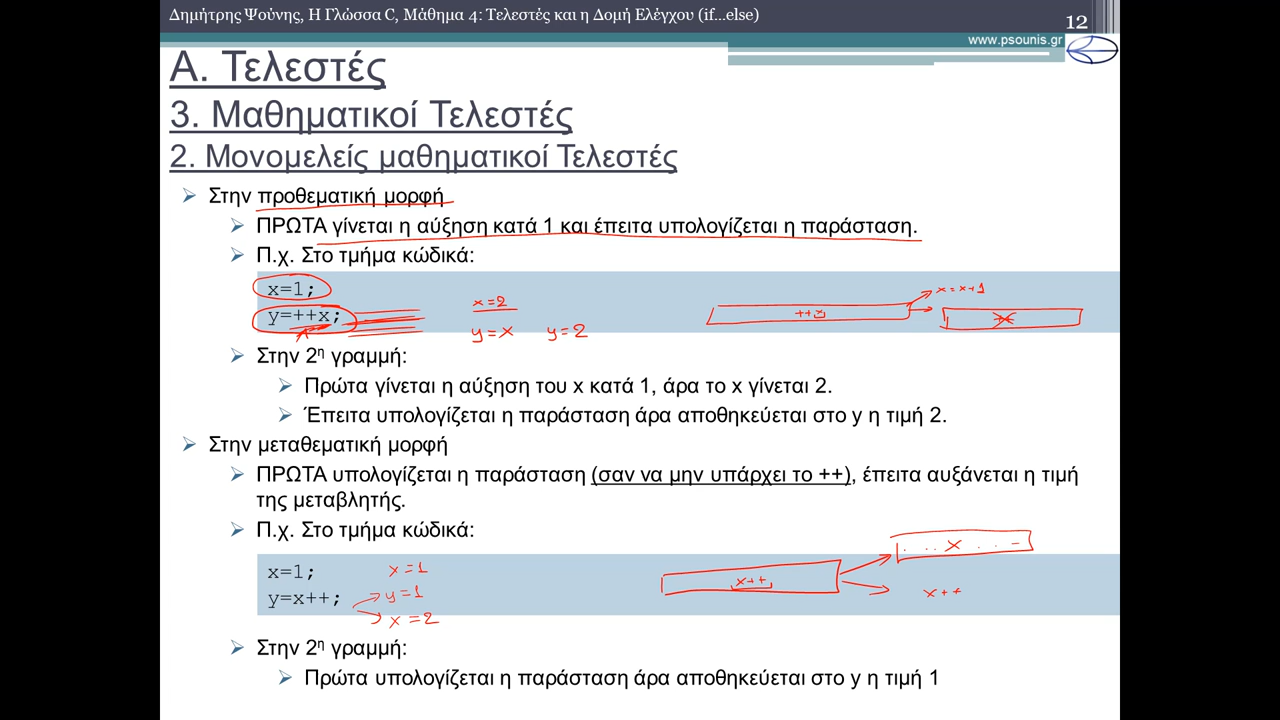 Δημήτρης Ψούνης, Η Γλώσσα C, Μάθημα 4: Τελεστές και η Δομή Ελέγχου (if...else)
12
www.psounis.gr
Α. Τελεστές
3. Μαθηματικοί Τελεστές
2. Μονομελείς μαθηματικοί Τελεστές
Στην προθεματική μορφή
ΠΡΩΤΑ γίνεται η αύξηση κατά 1 και έπειτα υπολογίζεται η παράσταση.
Π.χ. Στο τμήμα κώδικά:
x=1;
y=++x;
x=2
y=x y=2
++x
x=x+1
x
Στην 2η γραμμή:
Πρώτα γίνεται η αύξηση του x κατά 1, άρα το x γίνεται 2.
Έπειτα υπολογίζεται η παράσταση άρα αποθηκεύεται στο y η τιμή 2.
Στην μεταθεματική μορφή
ΠΡΩΤΑ υπολογίζεται η παράσταση (σαν να μην υπάρχει το ++), έπειτα αυξάνεται η τιμή
της μεταβλητής.
Π.χ. Στο τμήμα κώδικά:
x=1;
y=x++;
x=1
y=1
x=2
x++
. .. x . . -
x++
Στην 2η γραμμή:
Πρώτα υπολογίζεται η παράσταση άρα αποθηκεύεται στο y η τιμή 1